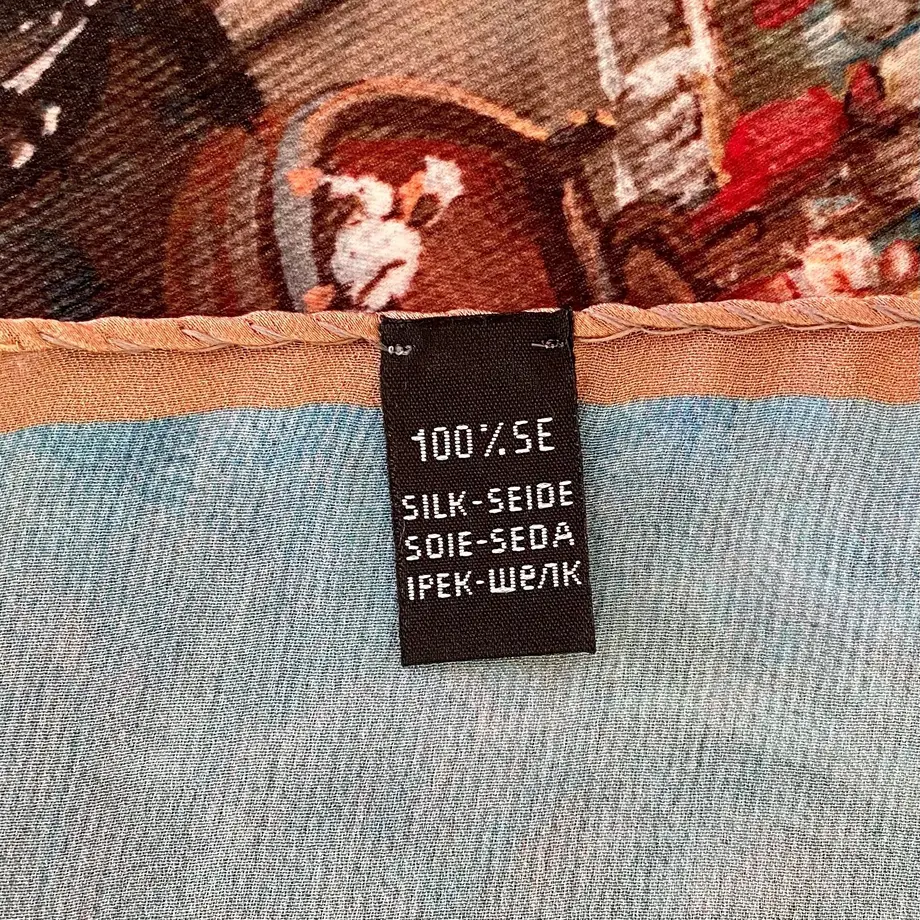 100%SE
SILK-SEIDE
SOIE-SEDA
IPEK-шелк